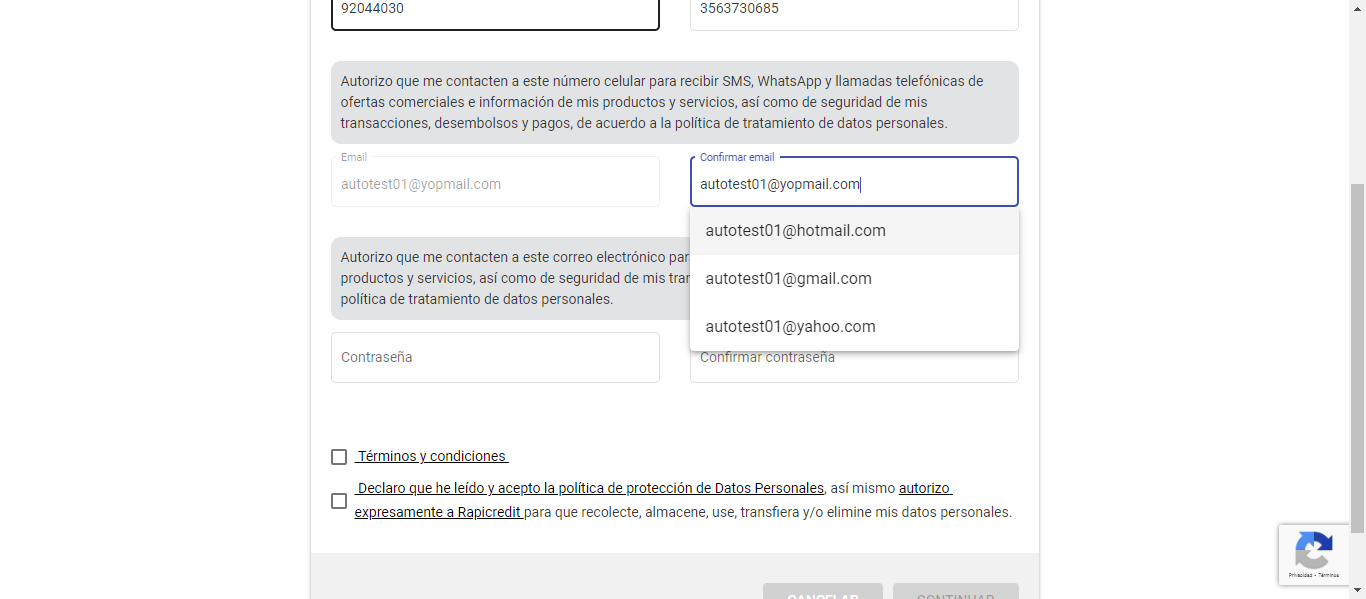 92044030
3563730685
Autorizo que me contacten a este número celular para recibir SMS, WhatsApp y llamadas telefónicas de
ofertas comerciales e información de mis productos y servicios, así como de seguridad de mis
transacciones, desembolsos y pagos, de acuerdo a la política de tratamiento de datos personales.
Email
autotest01@yopmail.com
Confirmar email
autotest01@yopmail.com
autotest01@hotmail.com
autotest01@gmail.com
autotest01@yahoo.com
Autorizo que me contacten a este correo electrónico par
productos y servicios, así como de seguridad de mis tran
política de tratamiento de datos personales.
Contraseña
Confirmar contraseña
Términos y condiciones
Declaro que he leído y acepto la política de protección de Datos Personales, así mismo autorizo
expresamente a Rapicredit para que recolecte, almacene, use, transfiera y/o elimine mis datos personales.
Privacidad - Términos
CANCELAR
CONTINUAR